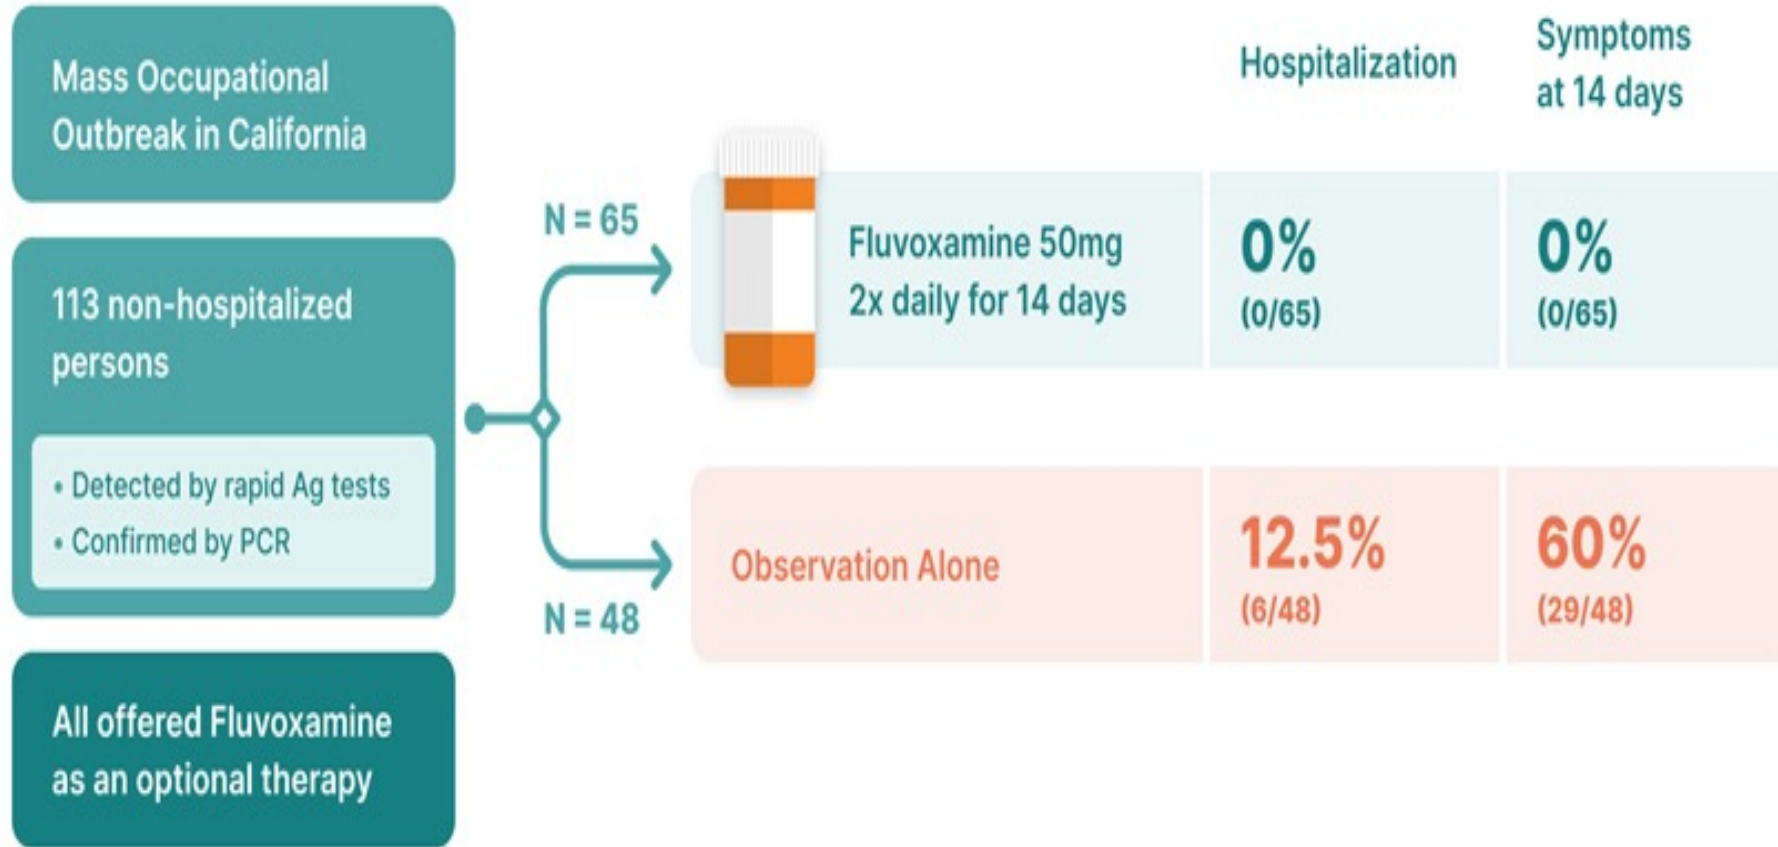 Mass Occupational
Outbreak in California
113 non-hospitalized
persons
• Detected by rapid Ag tests
• Confirmed by PCR
All offered Fluvoxamine
as an optional therapy
N = 65
N = 48
Hospitalization
Symptoms
at 14 days
Fluvoxamine 50mg
2x daily for 14 days
0%
(0/65)
0%
(0/65)
Observation Alone
12.5%
(6/48)
60%
(29/48)